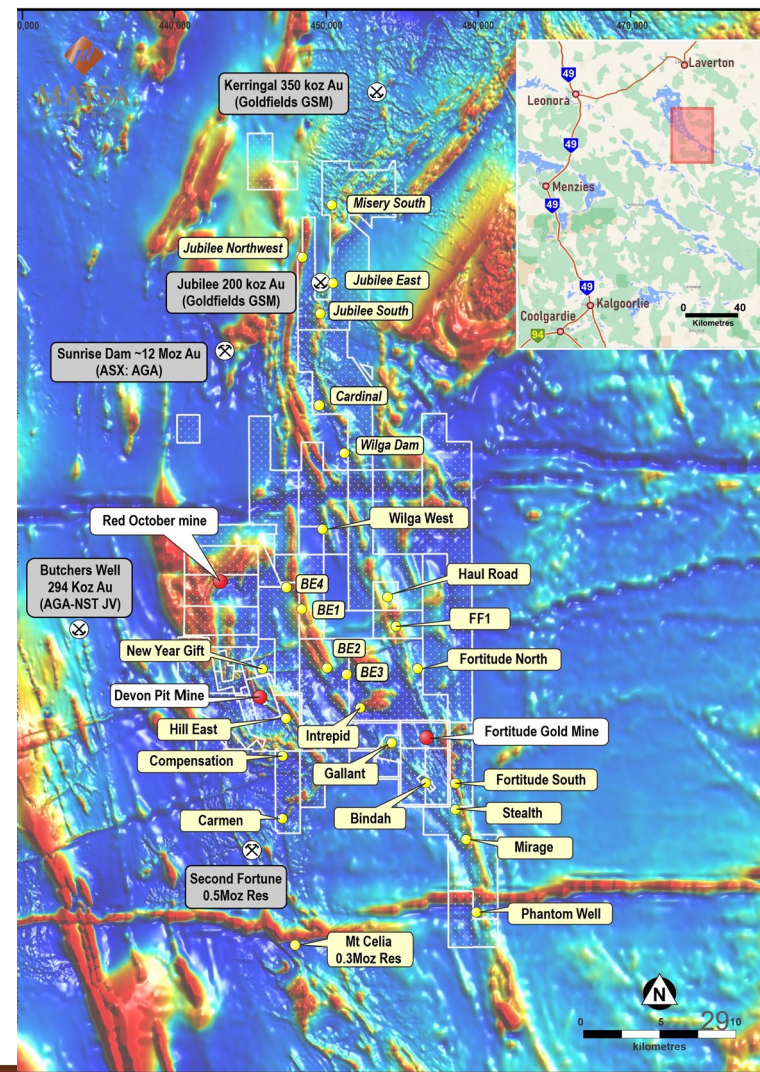 0,000
440,000
450,000
460,000
470,000
MATSA
Kerringal 350 koz Au
(Goldfields GSM)
49
Laverton
Leonora
49
Menzies
49
49
Kalgoorlie
Coolgardie
94
0 40
Kilometres
Misery South
Jubilee Northwest
Jubilee 200 koz Au
(Goldfields GSM)
Jubilee East
Jubilee South
Sunrise Dam ~12 Moz Au
(ASX: AGA)
Cardinal
Wilga Dam
Red October mine
Wilga West
Butchers Well
294 Koz Au
(AGA-NST JV)
BE4
Haul Road
BE1
FF1
New Year Gift
BE2
BE3
Fortitude North
Devon Pit Mine
Hill East
Intrepid
Fortitude Gold Mine
Compensation
Gallant
Fortitude South
Carmen
Bindah
Stealth
Mirage
Second Fortune
0.5Moz Res
Phantom Well
Mt Celia
0.3Moz Res
N
29
0 5 10
kilometres